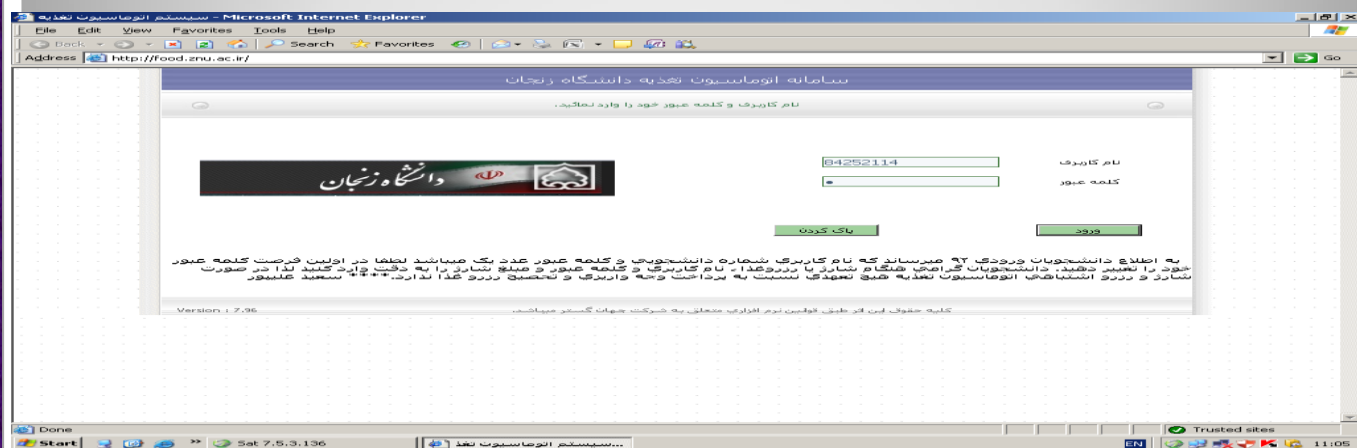 سیستم اتوماسیون تغذیه - Microsoft Internet Explorer
File Edit View Favorites Tools Help
Back Search Favorites
Address http://food.znu.ac.ir/ Go
سامانه اتوماسیون تغذیه دانشگاه زنجان
نام کاربری و کلمه عبور خود را وارد نمائید.
نام کاربری 84252114
دانشگاه زنجان
کلمه عبور •
ورود پاک کردن
به اطلاع دانشجویان ورودی ۹۲ میرساند که نام کاربری شماره دانشجویی و کلمه عبور عدد یک میباشد لطفا در اولین فرصت کلمه عبور
خود را تغییر دهید. دانشجویان گرامی هنگام شارژ یا رزروغذا، نام کاربری و کلمه عبور و مبلغ شارژ را به دقت وارد کنید لذا در صورت
شارژ و رزرو اشتباهی اتوماسیون تغذیه هیچ تعهدی نسبت به پرداخت وجه واریزی و تصحیح رزرو غذا ندارد.**** سعید علیپور
کلیه حقوق این اثر طبق قوانین نرم افزاری متعلق به شرکت جهان گستر میباشد. Version : 7.96
Done Trusted sites
Start Sat 7.5.3.136 سیستم اتوماسیون تغذ... EN 11:05